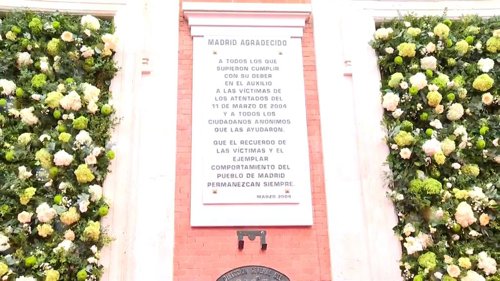 MADRID AGRADECIDO
A TODOS LOS QUE
SUPIERON CUMPLIR
CON SU DEBER
EN EL AUXILIO
A LAS VÍCTIMAS DE
LOS ATENTADOS DEL
11 DE MARZO DE 2004
Y A TODOS LOS
CIUDADANOS ANÓNIMOS
QUE LAS AYUDARON.
QUE EL RECUERDO DE
LAS VÍCTIMAS Y EL
EJEMPLAR
COMPORTAMIENTO DEL
PUEBLO DE MADRID
PERMANEZCAN SIEMPRE
MARZO 2004